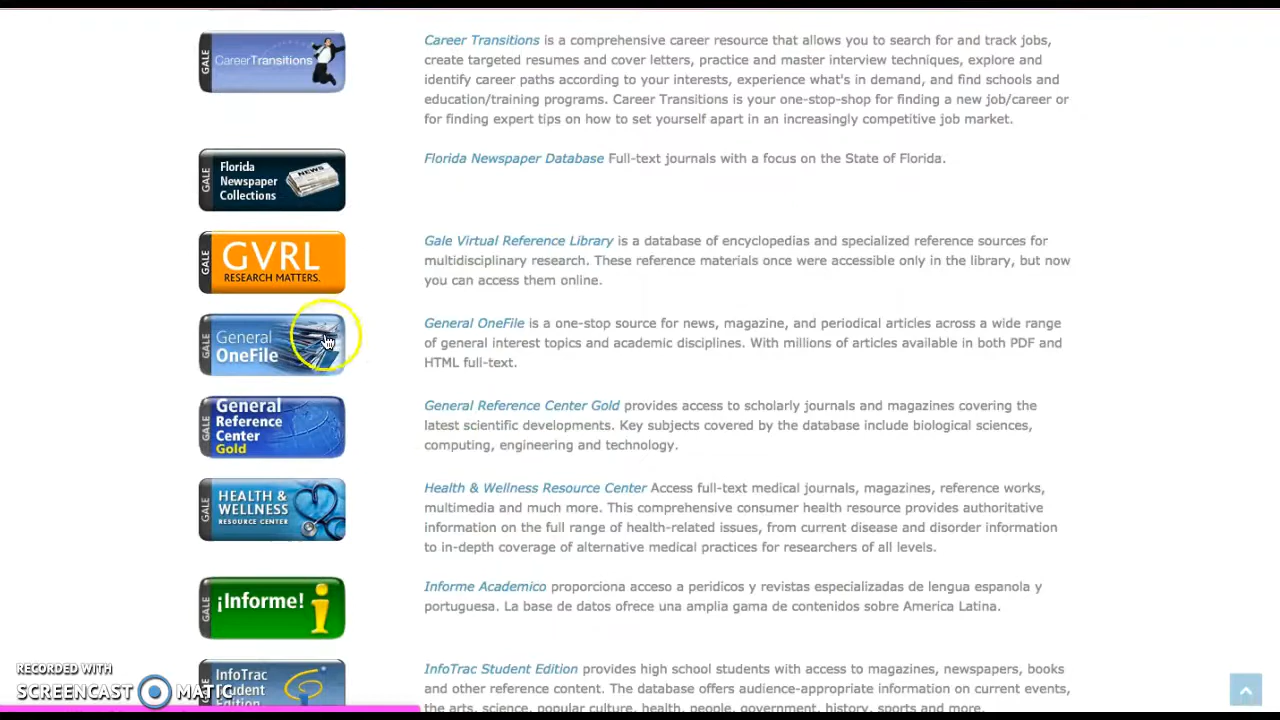 GALE
CareerTransitions
Career Transitions is a comprehensive career resource that allows you to search for and track jobs,
create targeted resumes and cover letters, practice and master interview techniques, explore and
identify career paths according to your interests, experience what's in demand, and find schools and
education/training programs. Career Transitions is your one-stop-shop for finding a new job/career or
for finding expert tips on how to set yourself apart in an increasingly competitive job market.
GALE
Florida
Newspaper
Collections
NEWS
Florida Newspaper Database Full-text journals with a focus on the State of Florida.
GALE
GVRL
RESEARCH MATTERS.
Gale Virtual Reference Library is a database of encyclopedias and specialized reference sources for
multidisciplinary research. These reference materials once were accessible only in the library, but now
you can access them online.
GALE
General
OneFile
General OneFile is a one-stop source for news, magazine, and periodical articles across a wide range
of general interest topics and academic disciplines. With millions of articles available in both PDF and
HTML full-text.
GALE
General
Reference
Center
Gold
General Reference Center Gold provides access to scholarly journals and magazines covering the
latest scientific developments. Key subjects covered by the database include biological sciences,
computing, engineering and technology.
GALE
HEALTH &
WELLNESS
RESOURCE CENTER
Health & Wellness Resource Center Access full-text medical journals, magazines, reference works,
multimedia and much more. This comprehensive consumer health resource provides authoritative
information on the full range of health-related issues, from current disease and disorder information
to in-depth coverage of alternative medical practices for researchers of all levels.
GALE
¡Informe!
Informe Academico proporciona acceso a peridicos y revistas especializadas de lengua espanola y
portuguesa. La base de datos ofrece una amplia gama de contenidos sobre America Latina.
GALE
InfoTrac
Student
Edition
InfoTrac Student Edition provides high school students with access to magazines, newspapers, books
and other reference content. The database offers audience-appropriate information on current events,
the arts, science, popular culture, health, people, government, history, sports and more.
RECORDED WITH
SCREENCAST MATIC